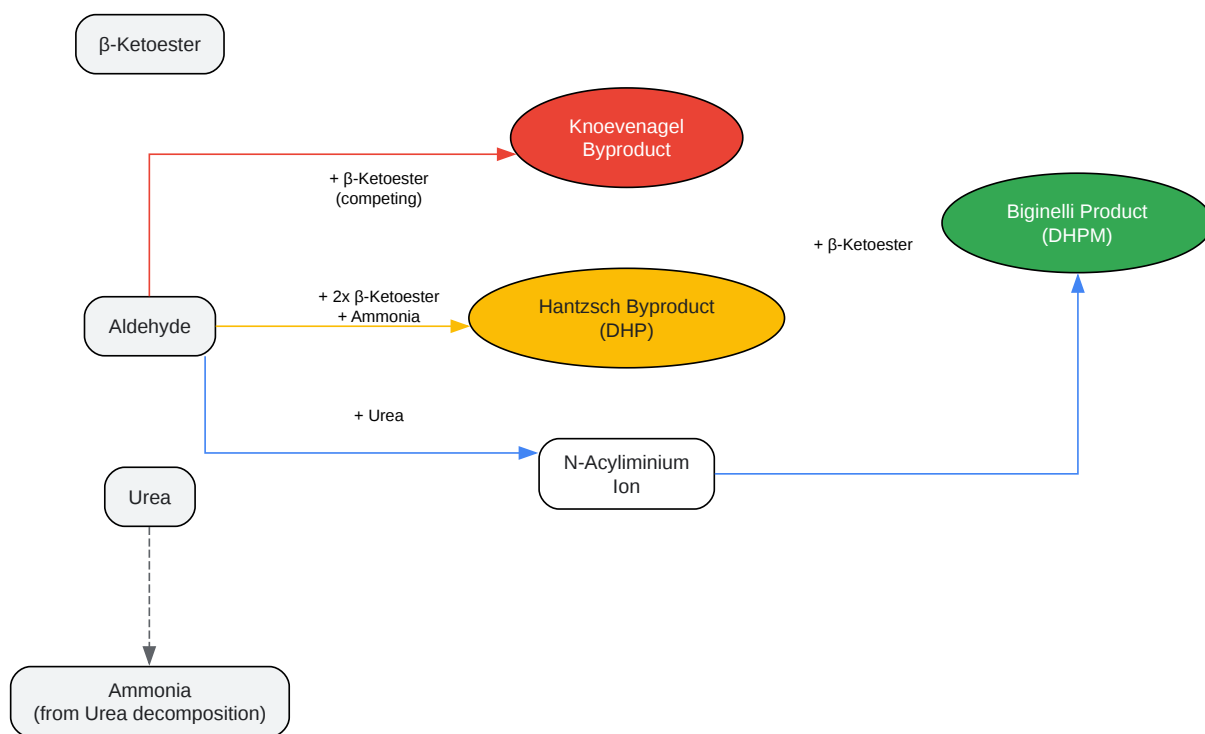 β-Ketoester
Knoevenagel
Byproduct
+ β-Ketoester
(competing)
Biginelli Product
(DHPM)
+ β-Ketoester
+ 2x β-Ketoester
+ Ammonia
Hantzsch Byproduct
(DHP)
Aldehyde
+ Urea
N-Acyliminium
Ion
Urea
Ammonia
(from Urea decomposition)